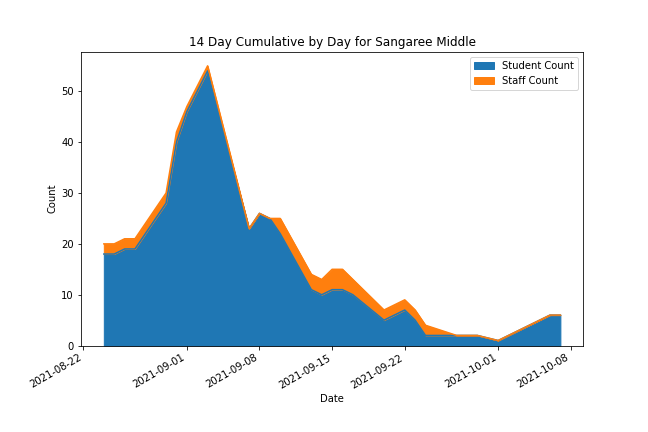 14 Day Cumulative by Day for Sangaree Middle
Student Count
Staff Count
Count
50
40
30
20
10
0
2021-08-22
2021-09-01
2021-09-08
2021-09-15
2021-09-22
2021-10-01
2021-10-08
Date